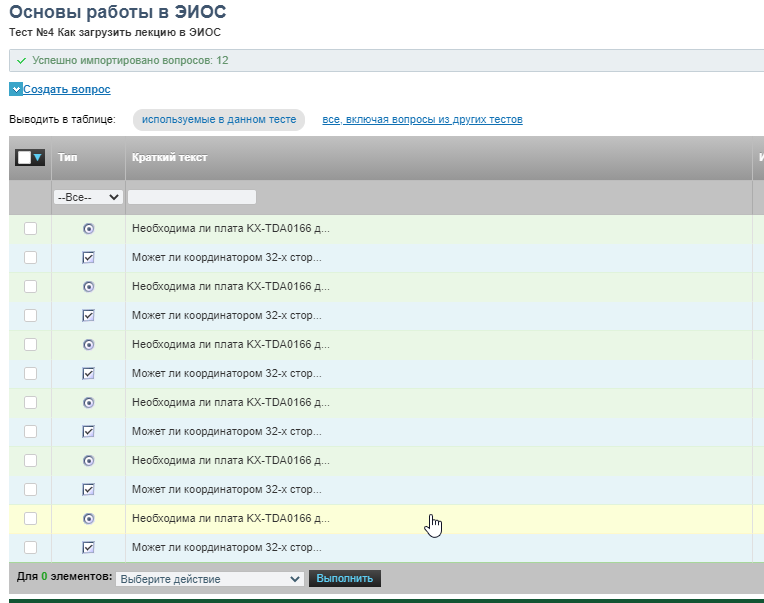 Основы работы в ЭИОС
Тест №4 Как загрузить лекцию в ЭИОС
Успешно импортировано вопросов: 12
Создать вопрос
Выводить в таблице: используемые в данном тесте все, включая вопросы из других тестов
Тип Краткий текст
--Все--
Необходима ли плата KX-TDA0166 д...
Может ли координатором 32-х стор...
Необходима ли плата KX-TDA0166 д...
Может ли координатором 32-х стор...
Необходима ли плата KX-TDA0166 д...
Может ли координатором 32-х стор...
Необходима ли плата KX-TDA0166 д...
Может ли координатором 32-х стор...
Необходима ли плата KX-TDA0166 д...
Может ли координатором 32-х стор...
Необходима ли плата KX-TDA0166 д...
Может ли координатором 32-х стор...
Для 0 элементов: Выберите действие Выполнить